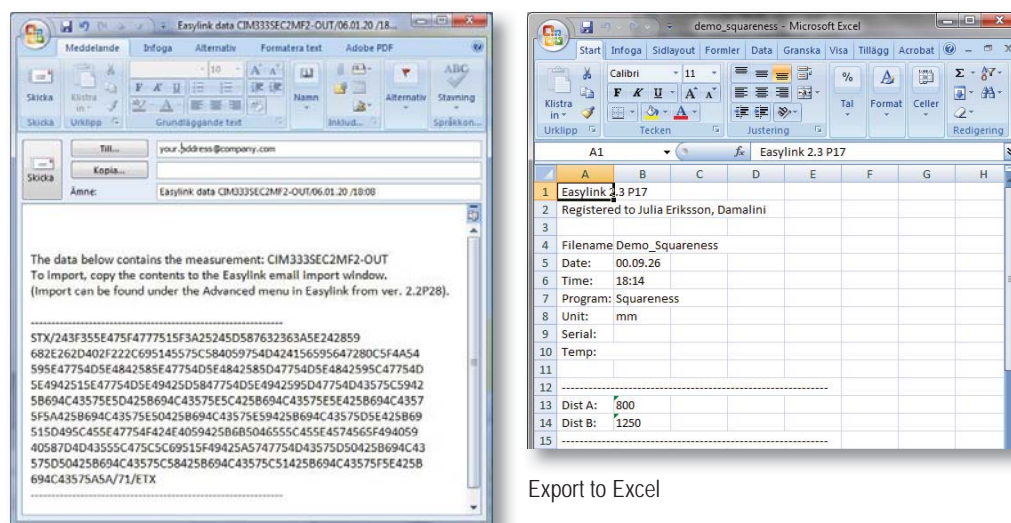 Easylink data CIM333SEC2MF2-OUT/06.01.20 /18...
Meddelande Infoga Alternativ Formatera text Adobe PDF
Skicka
Klistra in
10
F K U
Namn
Alternativ
ABC
Stavning
Skicka Urklipp Grundläggande text Inklud... Språkkon...
Skicka
Till... your.address@company.com
Kopia...
Ämne: Easylink data CIM333SEC2MF2-OUT/06.01.20 /18:08
The data below contains the measurement: CIM333SEC2MF2-OUT
To import, copy the contents to the Easylink email import window.
(Import can be found under the Advanced menu in Easylink from ver. 2.2P28).
------------------------------------------------------------
STX/243F355E475F4777515F3A25245D587632363A5E242859
682E262D402F222C695145575C584059754D424156595647280C5F4A54
595E47754D5E4842585E47754D5E4842585D47754D5E4842595C47754D
5E4942515E47754D5E49425D5847754D5E4942595D47754D43575C5942
5B694C43575E5D425B694C43575E5C425B694C43575E5E425B694C4357
5F5A425B694C43575E50425B694C43575E59425B694C43575D5E425B69
515D495C455E47754F424E4059425B6B5046555C455E4574565F494059
40587D4D43555C475C5C69515F49425A5747754D43575D50425B694C43
575D50425B694C43575C58425B694C43575C51425B694C43575F5E425B
694C43575A5A/71/ETX
------------------------------------------------------------
demo_squareness - Microsoft Excel
Start Infoga Sidlayout Formler Data Granska Visa Tillägg Acrobat
Klistra in
Calibri 11
F K U
%
Tal Format Celler
Urklipp Tecken Justering Redigering
A1 fx Easylink 2.3 P17
A B C D E F G H
1 Easylink 2.3 P17
2 Registered to Julia Eriksson, Damalini
3
4 Filename Demo_Squareness
5 Date: 00.09.26
6 Time: 18:14
7 Program: Squareness
8 Unit: mm
9 Serial:
10 Temp:
11
12 ------------------------------------------------------------
13 Dist A: 800
14 Dist B: 1250
15 ------------------------------------------------------------
Export to Excel